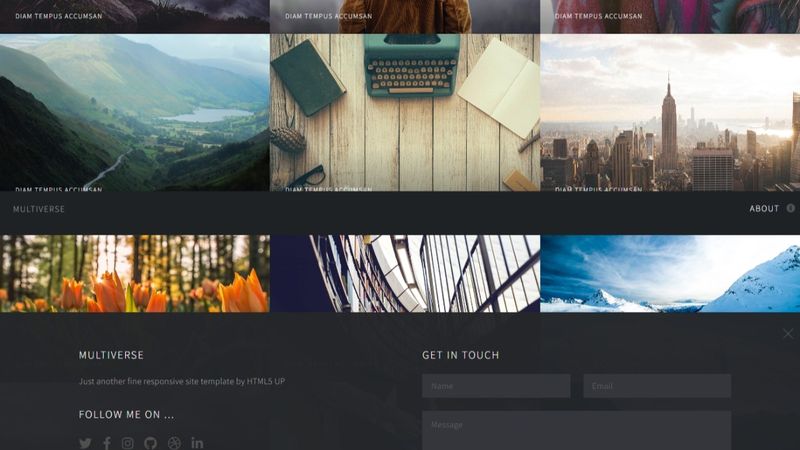 DIAM TEMPUS ACCUMSAN
DIAM TEMPUS ACCUMSAN
DIAM TEMPUS ACCUMSAN
DIAM TEMPUS ACCUMSAN
DIAM TEMPUS ACCUMSAN
DIAM TEMPUS ACCUMSAN
MULTIVERSE
ABOUT
MULTIVERSE
Just another fine responsive site template by HTML5 UP
FOLLOW ME ON ...
GET IN TOUCH
Name
Email
Message